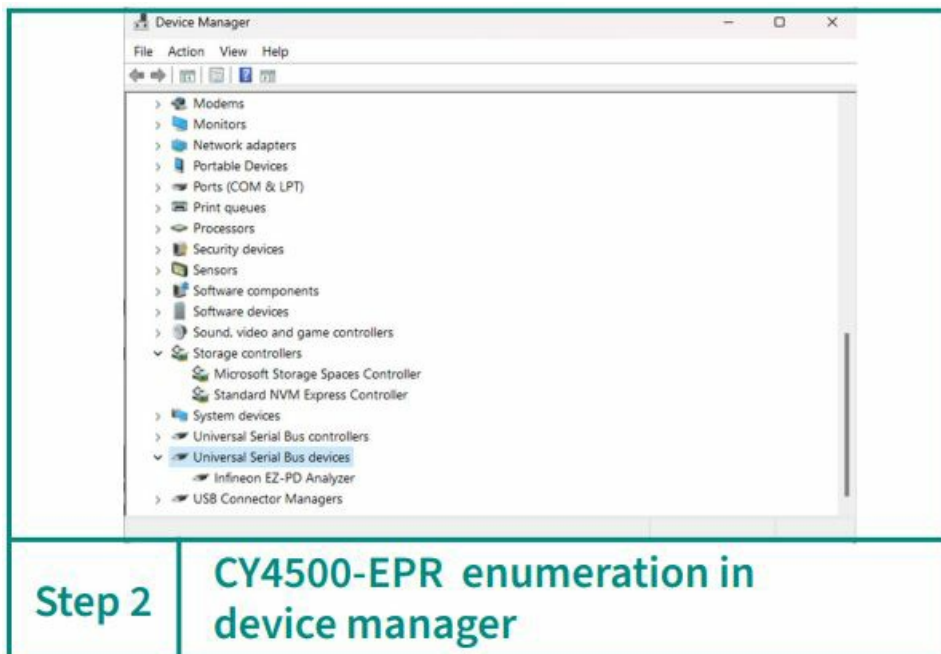 Device Manager
File Action View Help
Modems
Monitors
Network adapters
Portable Devices
Ports (COM & LPT)
Print queues
Processors
Security devices
Sensors
Software components
Software devices
Sound, video and game controllers
Storage controllers
Microsoft Storage Spaces Controller
Standard NVM Express Controller
System devices
Universal Serial Bus controllers
Universal Serial Bus devices
Infineon EZ-PD Analyzer
USB Connector Managers
Step 2
CY4500-EPR enumeration in
device manager